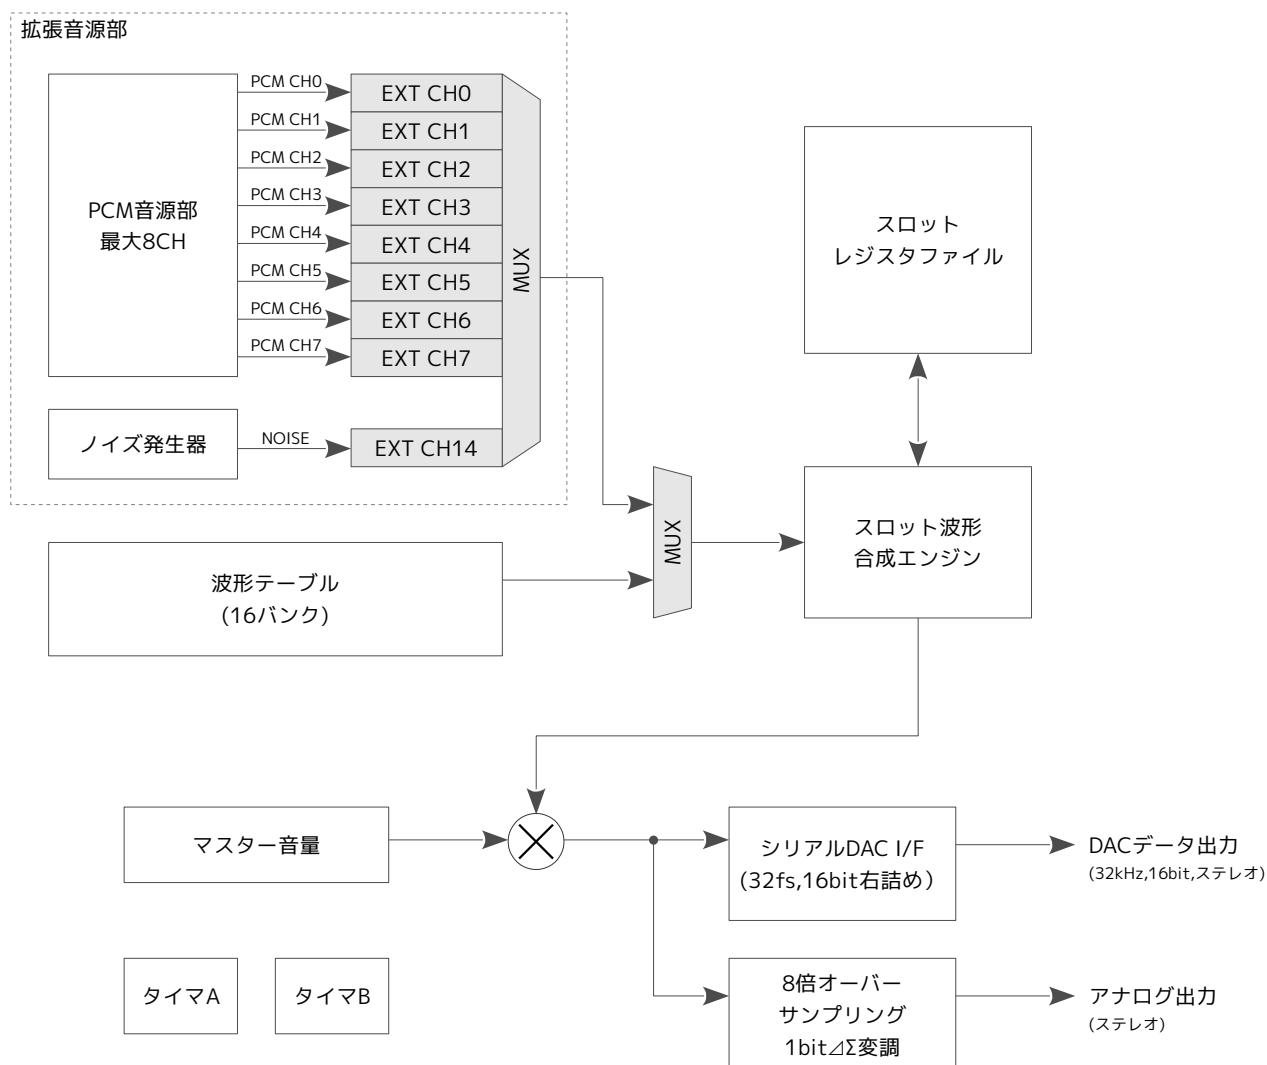 拡張音源部
PCM音源部
最大8CH
PCM CH0
PCM CH1
PCM CH2
PCM CH3
PCM CH4
PCM CH5
PCM CH6
PCM CH7
EXT CH0
EXT CH1
EXT CH2
EXT CH3
EXT CH4
EXT CH5
EXT CH6
EXT CH7
MUX
ノイズ発生器
NOISE
EXT CH14
波形テーブル
(16バンク)
MUX
スロット
レジスタファイル
スロット波形
合成エンジン
マスター音量
シリアルDAC I/F
(32fs,16bit右詰め）
DACデータ出力
(32kHz,16bit,ステレオ)
タイマA
タイマB
8倍オーバー
サンプリング
1bit⊿Σ変調
アナログ出力
(ステレオ)